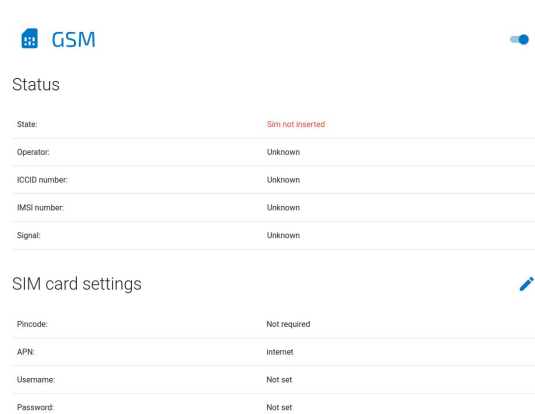 GSM
Status
State: Sim not inserted
Operator: Unknown
ICCID number: Unknown
IMSI number: Unknown
Signal: Unknown
SIM card settings
Pincode: Not required
APN: internet
Username: Not set
Password: Not set